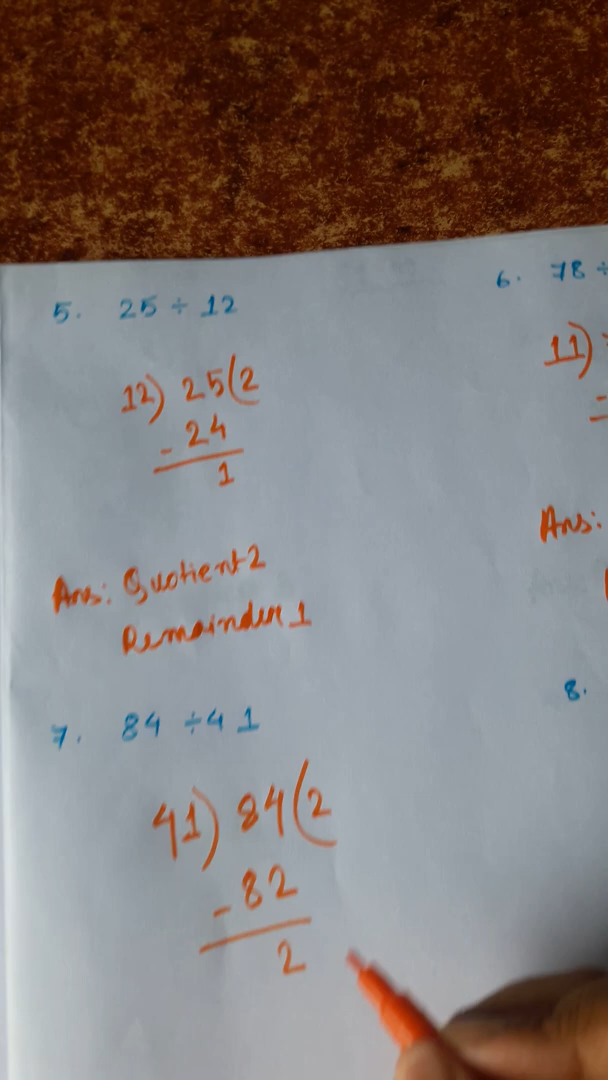 5. 25 ÷ 12
12) 25(2
- 24
1
Ans: Quotient 2
Remainder 1
6. 78 ÷
11)
-
Ans:
7. 84 ÷ 41
41) 84(2
- 82
2
8.